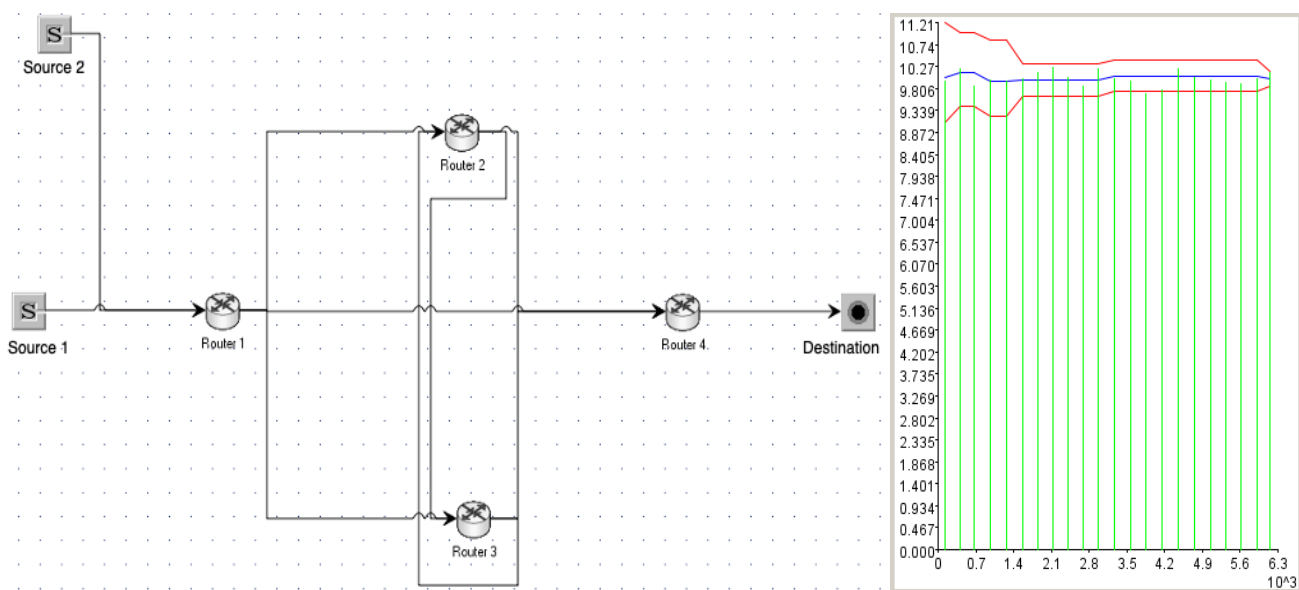 S
Source 2
Router 2
S
Source 1
Router 1
Router 4.
Destination
Router 3
11.21
10.74
10.27
9.806
9.339
8.872
8.405
7.938
7.471
7.004
6.537
6.070
5.603
5.136
4.669
4.202
3.735
3.269
2.802
2.335
1.868
1.401
0.934
0.467
0.000
0 0.7 1.4 2.1 2.8 3.5 4.2 4.9 5.6 6.3
10^3